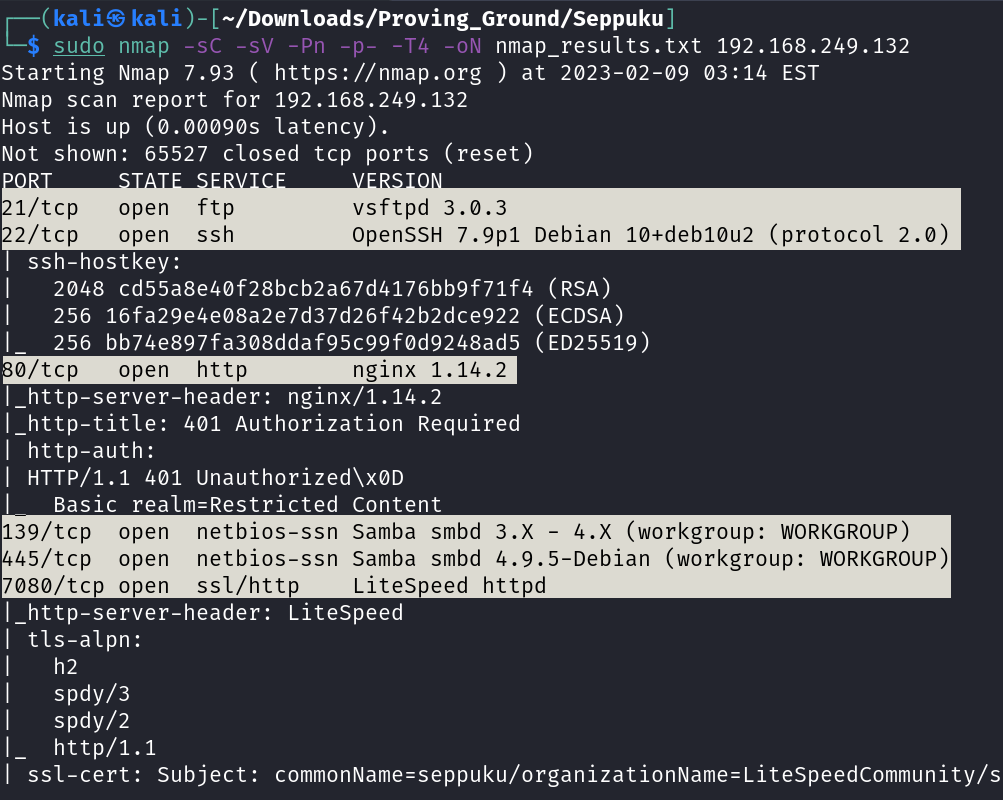 ┌──(kali㉿kali)-[~/Downloads/Proving_Ground/Seppuku]
└─$ sudo nmap -sC -sV -Pn -p- -T4 -oN nmap_results.txt 192.168.249.132
Starting Nmap 7.93 ( https://nmap.org ) at 2023-02-09 03:14 EST
Nmap scan report for 192.168.249.132
Host is up (0.00090s latency).
Not shown: 65527 closed tcp ports (reset)
PORT     STATE SERVICE     VERSION
21/tcp   open  ftp         vsftpd 3.0.3
22/tcp   open  ssh         OpenSSH 7.9p1 Debian 10+deb10u2 (protocol 2.0)
| ssh-hostkey:
|   2048 cd55a8e40f28bcb2a67d4176bb9f71f4 (RSA)
|   256 16fa29e4e08a2e7d37d26f42b2dce922 (ECDSA)
|_  256 bb74e897fa308ddaf95c99f0d9248ad5 (ED25519)
80/tcp   open  http        nginx 1.14.2
|_http-server-header: nginx/1.14.2
|_http-title: 401 Authorization Required
| http-auth:
| HTTP/1.1 401 Unauthorized\x0D
|_  Basic realm=Restricted Content
139/tcp  open  netbios-ssn Samba smbd 3.X - 4.X (workgroup: WORKGROUP)
445/tcp  open  netbios-ssn Samba smbd 4.9.5-Debian (workgroup: WORKGROUP)
7080/tcp open  ssl/http    LiteSpeed httpd
|_http-server-header: LiteSpeed
| tls-alpn:
|   h2
|   spdy/3
|   spdy/2
|_  http/1.1
| ssl-cert: Subject: commonName=seppuku/organizationName=LiteSpeedCommunity/s